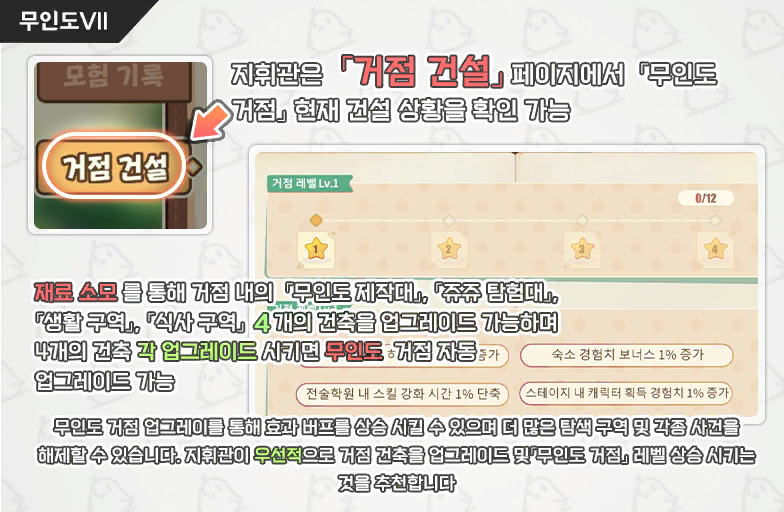 무인도VII
모험 기록
거점 건설
지휘관은 「거점 건설」 페이지에서 「무인도
거점」 현재 건설 상황을 확인 가능
거점 레벨 Lv.1
0/12
1 2 3 4
재료 소모를 통해 거점 내의 「무인도 제작대」, 「쥬쥬 탐험대」,
「생활 구역」, 「식사 구역」 4개의 건축을 업그레이드 가능하며
4개의 건축 각 업그레이드 시키면 무인도 거점 자동
업그레이드 가능
증가
숙소 경험치 보너스 1% 증가
전술학원 내 스킬 강화 시간 1% 단축
스테이지 내 캐릭터 획득 경험치 1% 증가
무인도 거점 업그레이를 통해 효과 버프를 상승 시킬 수 있으며 더 많은 탐색 구역 및 각종 사건을
해제할 수 있습니다. 지휘관이 우선적으로 거점 건축을 업그레이드 및 「무인도 거점」 레벨 상승 시키는
것을 추천합니다